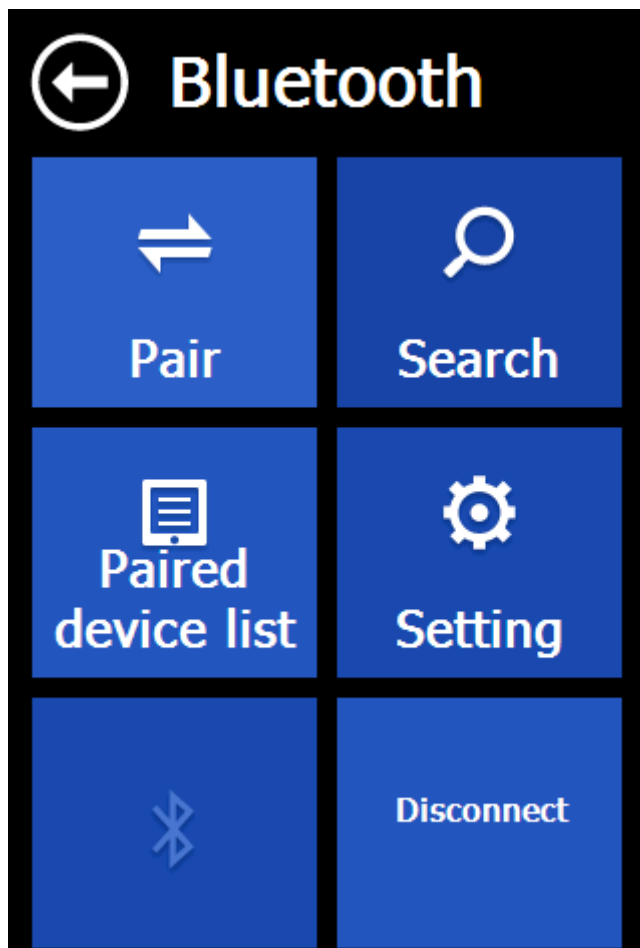 Bluetooth
Pair
Search
Paired
device list
Setting
Disconnect